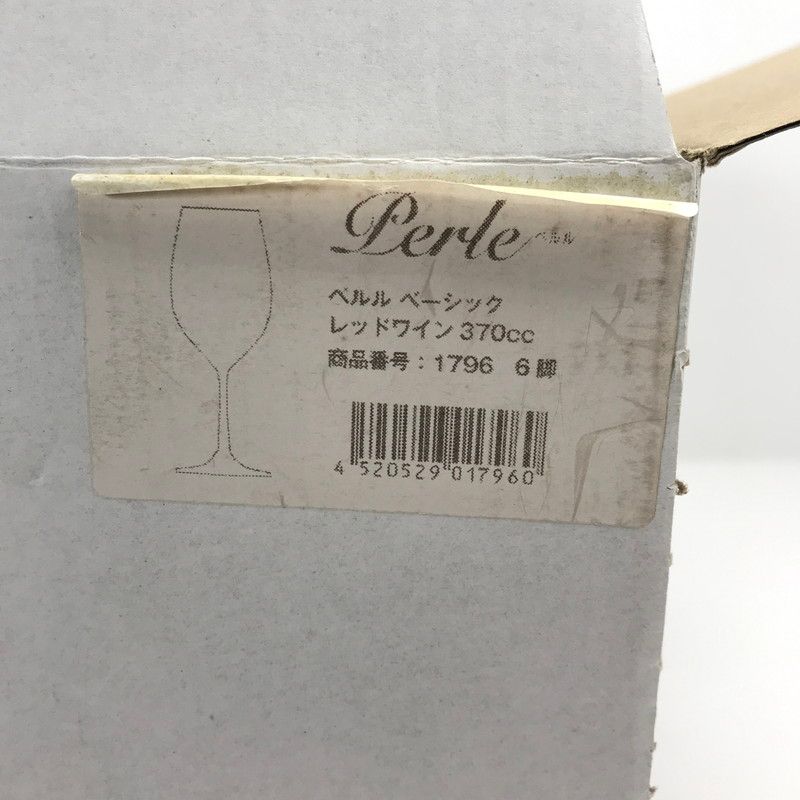 Perle ペルル
ペルル ベーシック
レッドワイン 370cc
商品番号：1796 6脚
4 520529 017960